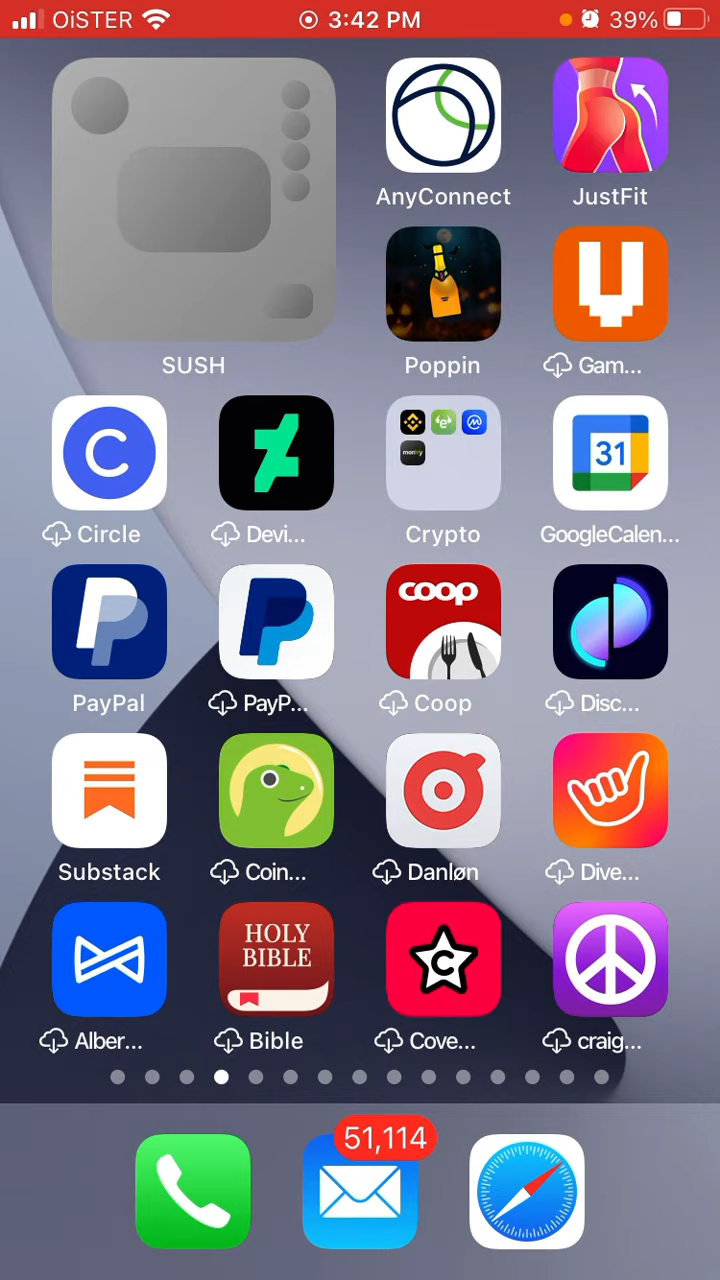 OiSTER 3:42 PM 39%
AnyConnect JustFit
SUSH Poppin Gam...
Circle Devi... Crypto GoogleCalen...
31
coop
PayPal PayP... Coop Disc...
Substack Coin... Danløn Dive...
HOLY
BIBLE
C
Alber... Bible Cove... craig...
51,114